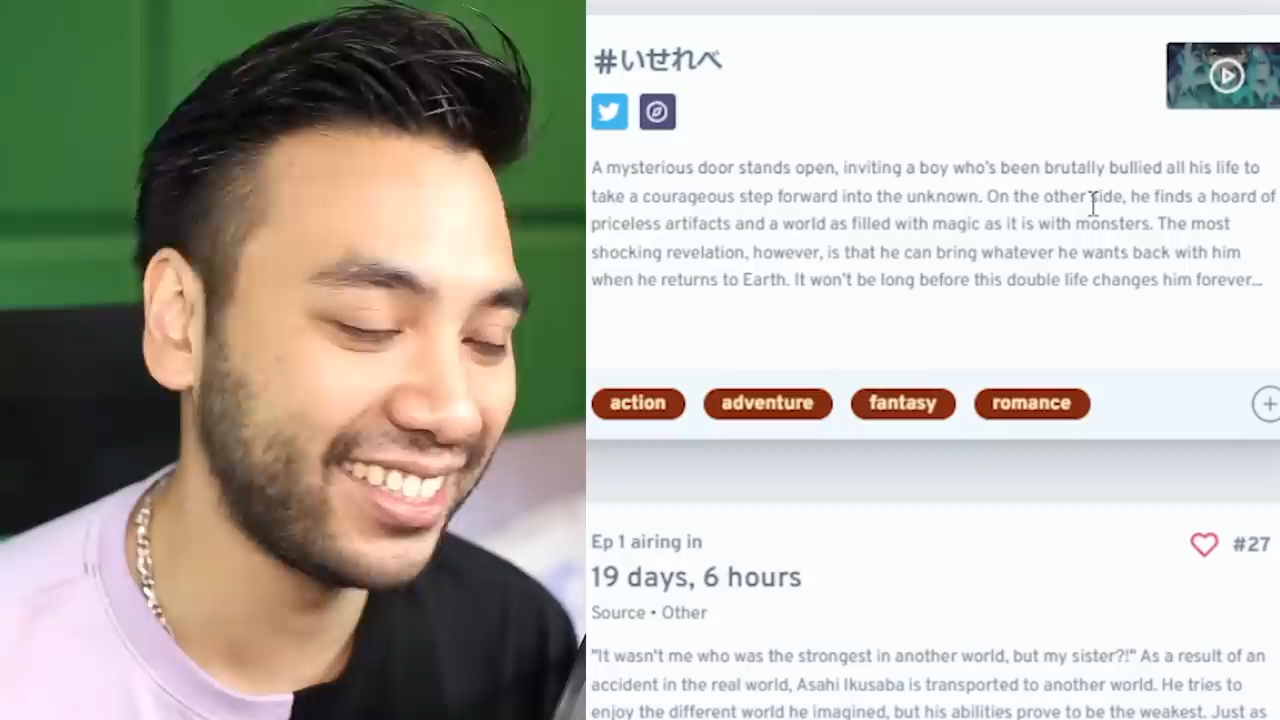 #いせれべ
A mysterious door stands open, inviting a boy who's been brutally bullied all his life to
take a courageous step forward into the unknown. On the other side, he finds a hoard of
priceless artifacts and a world as filled with magic as it is with monsters. The most
shocking revelation, however, is that he can bring whatever he wants back with him
when he returns to Earth. It won't be long before this double life changes him forever...
action adventure fantasy romance
Ep 1 airing in
#27
19 days, 6 hours
Source • Other
"It wasn't me who was the strongest in another world, but my sister?!" As a result of an
accident in the real world, Asahi Ikusaba is transported to another world. He tries to
enjoy the different world he imagined, but his abilities prove to be the weakest. Just as